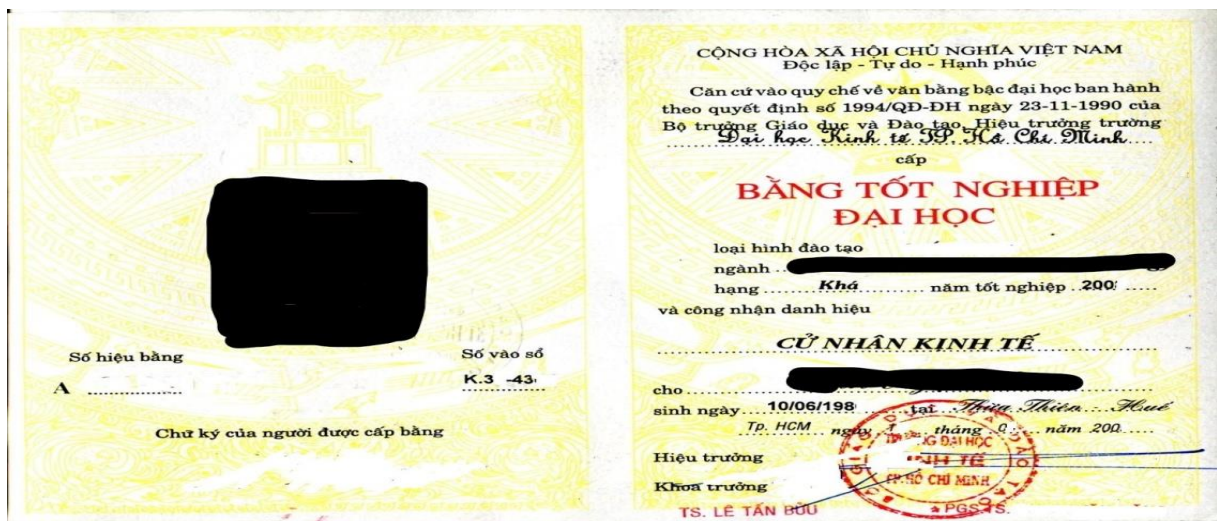 Số hiệu bằng
A
Số vào sổ
K.3 -43
Chữ ký của người được cấp bằng
CỘNG HÒA XÃ HỘI CHỦ NGHĨA VIỆT NAM
Độc lập - Tự do - Hạnh phúc
Căn cứ vào quy chế về văn bằng bậc đại học ban hành
theo quyết định số 1994/QĐ-ĐH ngày 23-11-1990 của
Bộ trưởng Giáo dục và Đào tạo, Hiệu trưởng trường
Đại học Kinh tế TP. Hồ Chí Minh
cấp
BẰNG TỐT NGHIỆP
ĐẠI HỌC
loại hình đào tạo
ngành
hạng Khá năm tốt nghiệp 200
và công nhận danh hiệu
CỬ NHÂN KINH TẾ
cho
sinh ngày 10/06/198 tại Thừa Thiên Huế
Tp. HCM ngày tháng 0 năm 200
Hiệu trưởng
Khoa trưởng
TP. HỒ CHÍ MINH
TS. LÊ TẤN BỬU
PGS.TS.